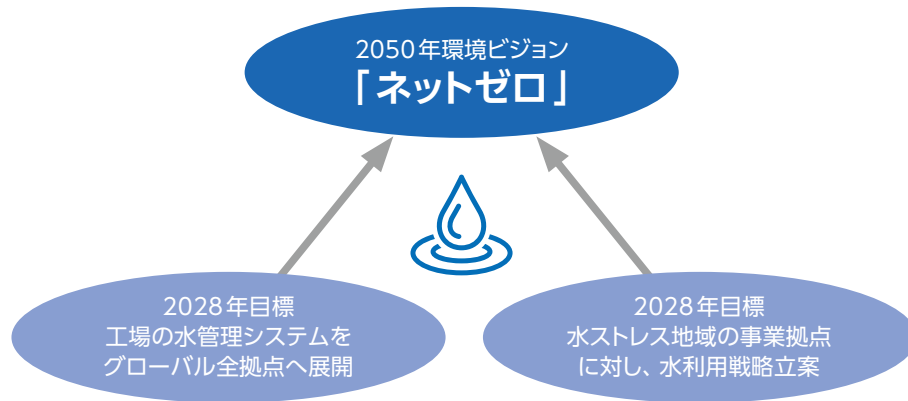 2050年環境ビジョン
「ネットゼロ」
2028年目標
工場の水管理システムを
グローバル全拠点へ展開
2028年目標
水ストレス地域の事業拠点
に対し、水利用戦略立案